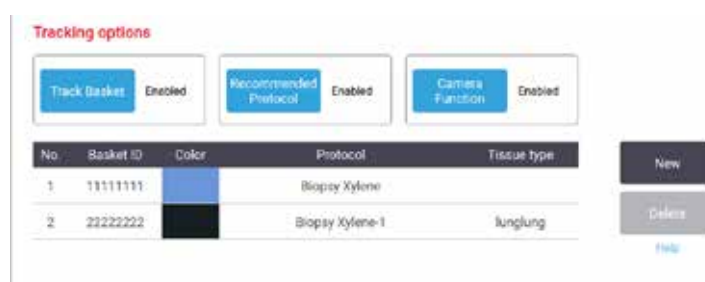 Tracking options
Track Basket Enabled
Recommended Protocol Enabled
Camera Function Enabled
No. Basket ID Color Protocol Tissue type
1 11111111 Biopsy Xylene
2 22222222 Biopsy Xylene-1 lunglung
New
Delete
Help